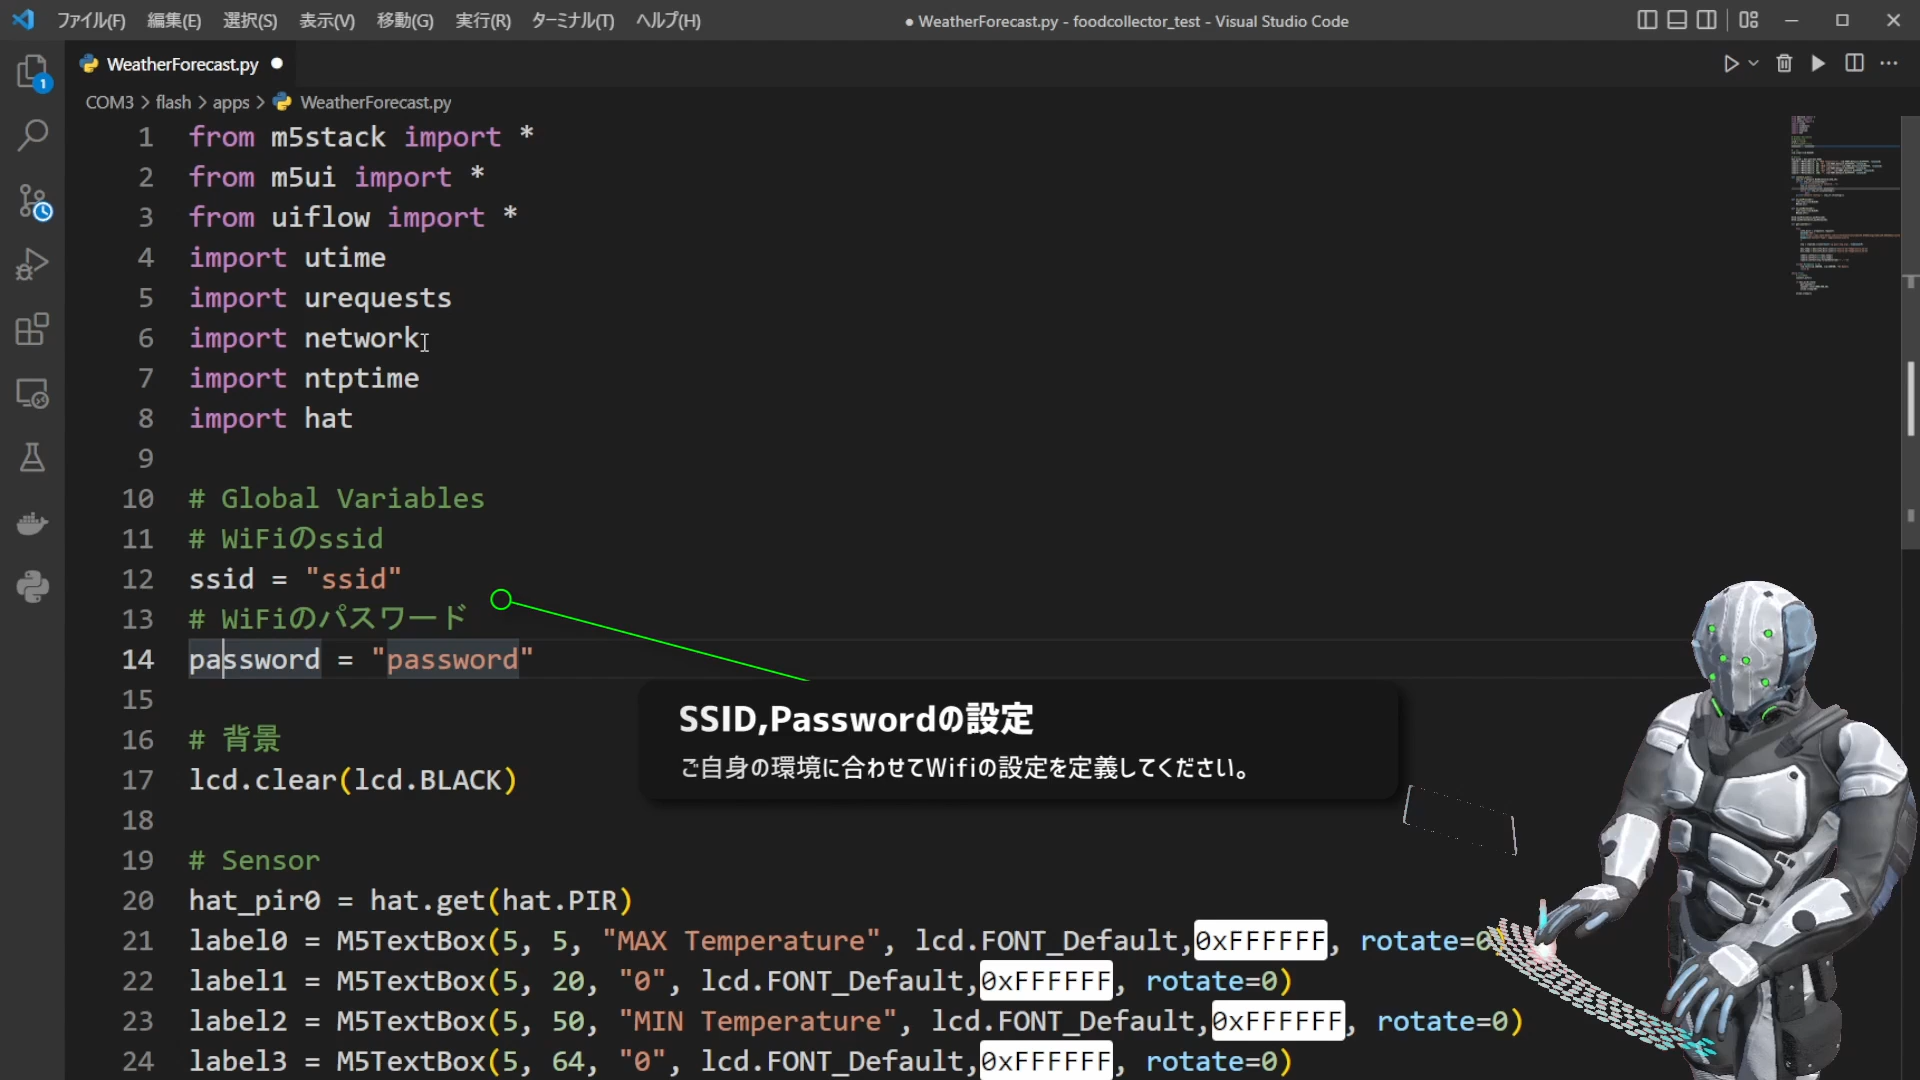 ファイル(F) 編集(E) 選択(S) 表示(V) 移動(G) 実行(R) ターミナル(T) ヘルプ(H) ● WeatherForecast.py - foodcollector_test - Visual Studio Code
WeatherForecast.py
1
COM3 > flash > apps > WeatherForecast.py
1 from m5stack import *
2 from m5ui import *
3 from uiflow import *
4 import utime
5 import urequests
6 import network
7 import ntptime
8 import hat
9
10 # Global Variables
11 # WiFiのssid
12 ssid = "ssid"
13 # WiFiのパスワード
14 password = "password"
15
SSID,Passwordの設定
16 # 背景
ご自身の環境に合わせてWifiの設定を定義してください。
17 lcd.clear(lcd.BLACK)
18
19 # Sensor
20 hat_pir0 = hat.get(hat.PIR)
21 label0 = M5TextBox(5, 5, "MAX Temperature", lcd.FONT_Default,0xFFFFFF, rotate=0)
22 label1 = M5TextBox(5, 20, "0", lcd.FONT_Default,0xFFFFFF, rotate=0)
23 label2 = M5TextBox(5, 50, "MIN Temperature", lcd.FONT_Default,0xFFFFFF, rotate=0)
24 label3 = M5TextBox(5, 64, "0", lcd.FONT_Default,0xFFFFFF, rotate=0)